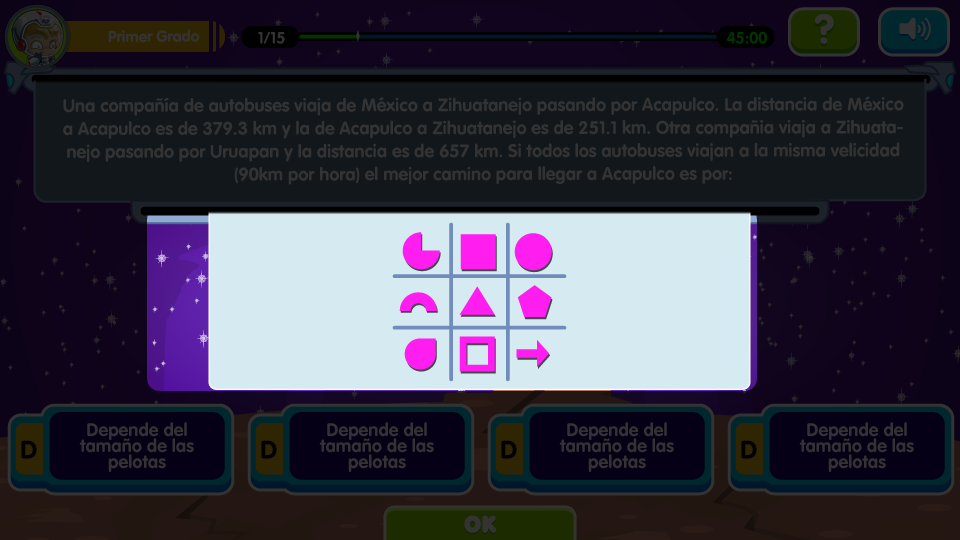 Primer Grado
1/15
45:00
?
Una compañía de autobuses viaja de México a Zihuatanejo pasando por Acapulco. La distancia de México
a Acapulco es de 379.3 km y la de Acapulco a Zihuatanejo es de 251.1 km. Otra compañia viaja a Zihuata-
nejo pasando por Uruapan y la distancia es de 657 km. Si todos los autobuses viajan a la misma velicidad
(90km por hora) el mejor camino para llegar a Acapulco es por:
D
Depende del
tamaño de las
pelotas
D
Depende del
tamaño de las
pelotas
D
Depende del
tamaño de las
pelotas
D
Depende del
tamaño de las
pelotas
OK